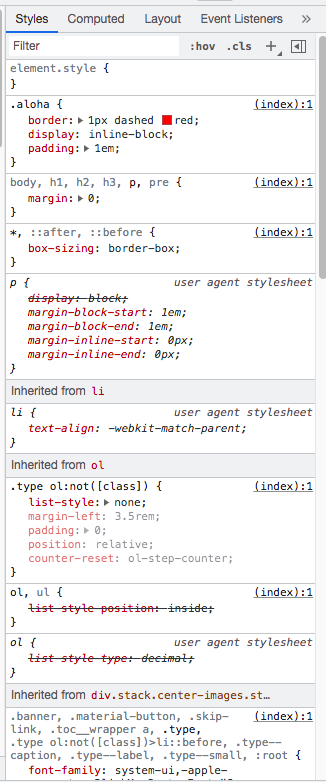 Styles Computed Layout Event Listeners »
Filter :hov .cls +
element.style {
}
.aloha { (index):1
border: 1px dashed red;
display: inline-block;
padding: 1em;
}
body, h1, h2, h3, p, pre { (index):1
margin: 0;
}
*, ::after, ::before { (index):1
box-sizing: border-box;
}
p { user agent stylesheet
display: block;
margin-block-start: 1em;
margin-block-end: 1em;
margin-inline-start: 0px;
margin-inline-end: 0px;
}
Inherited from li
li { user agent stylesheet
text-align: -webkit-match-parent;
}
Inherited from ol
.type ol:not([class]) { (index):1
list-style: none;
margin-left: 3.5rem;
padding: 0;
position: relative;
counter-reset: ol-step-counter;
}
ol, ul { (index):1
list-style-position: inside;
}
ol { user agent stylesheet
list-style-type: decimal;
}
Inherited from div.stack.center-images.st…
.banner, .material-button, .skip- (index):1
link, .toc__wrapper a, .type,
.type ol:not([class])>li::before, .type--
caption, .type--label, .type--small, :root {
font-family: system-ui,-apple-